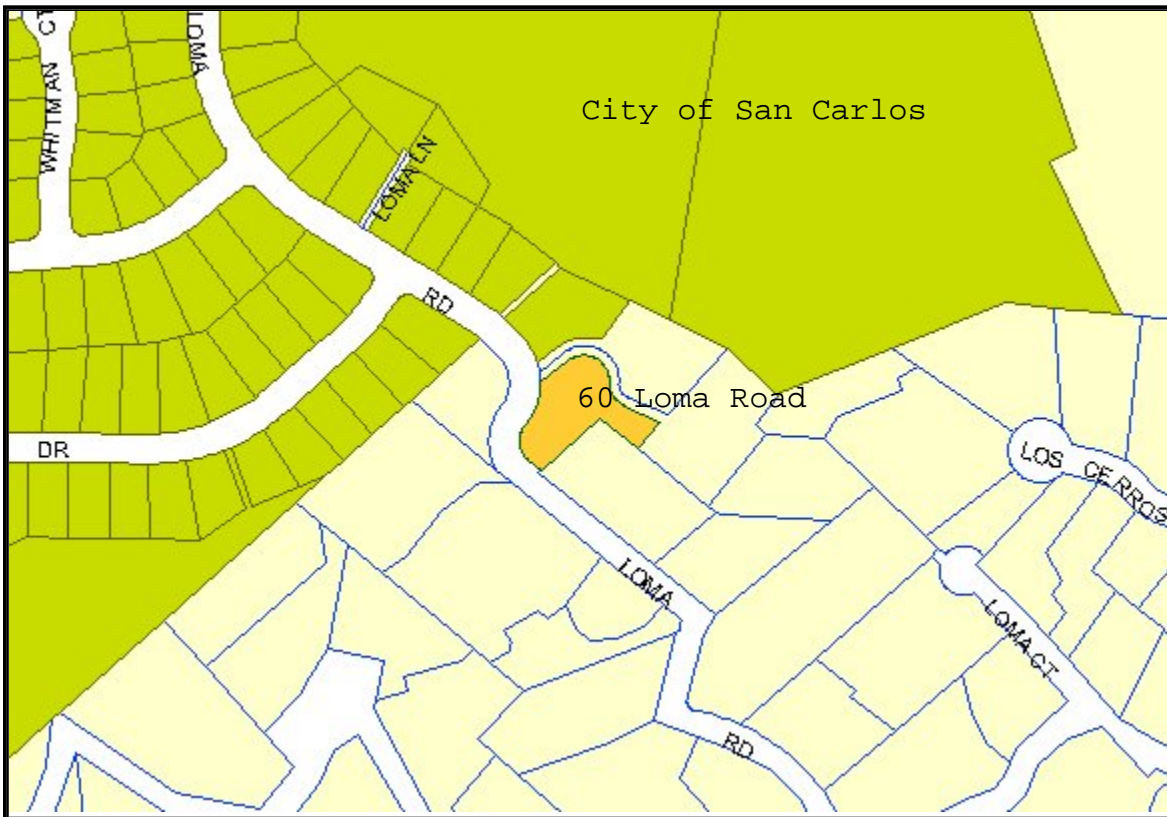 WHITMAN CT
LOMA
City of San Carlos
LOMA LN
RD
60 Loma Road
DR
LOS CERROS
LOMA
LOMA CT
RD